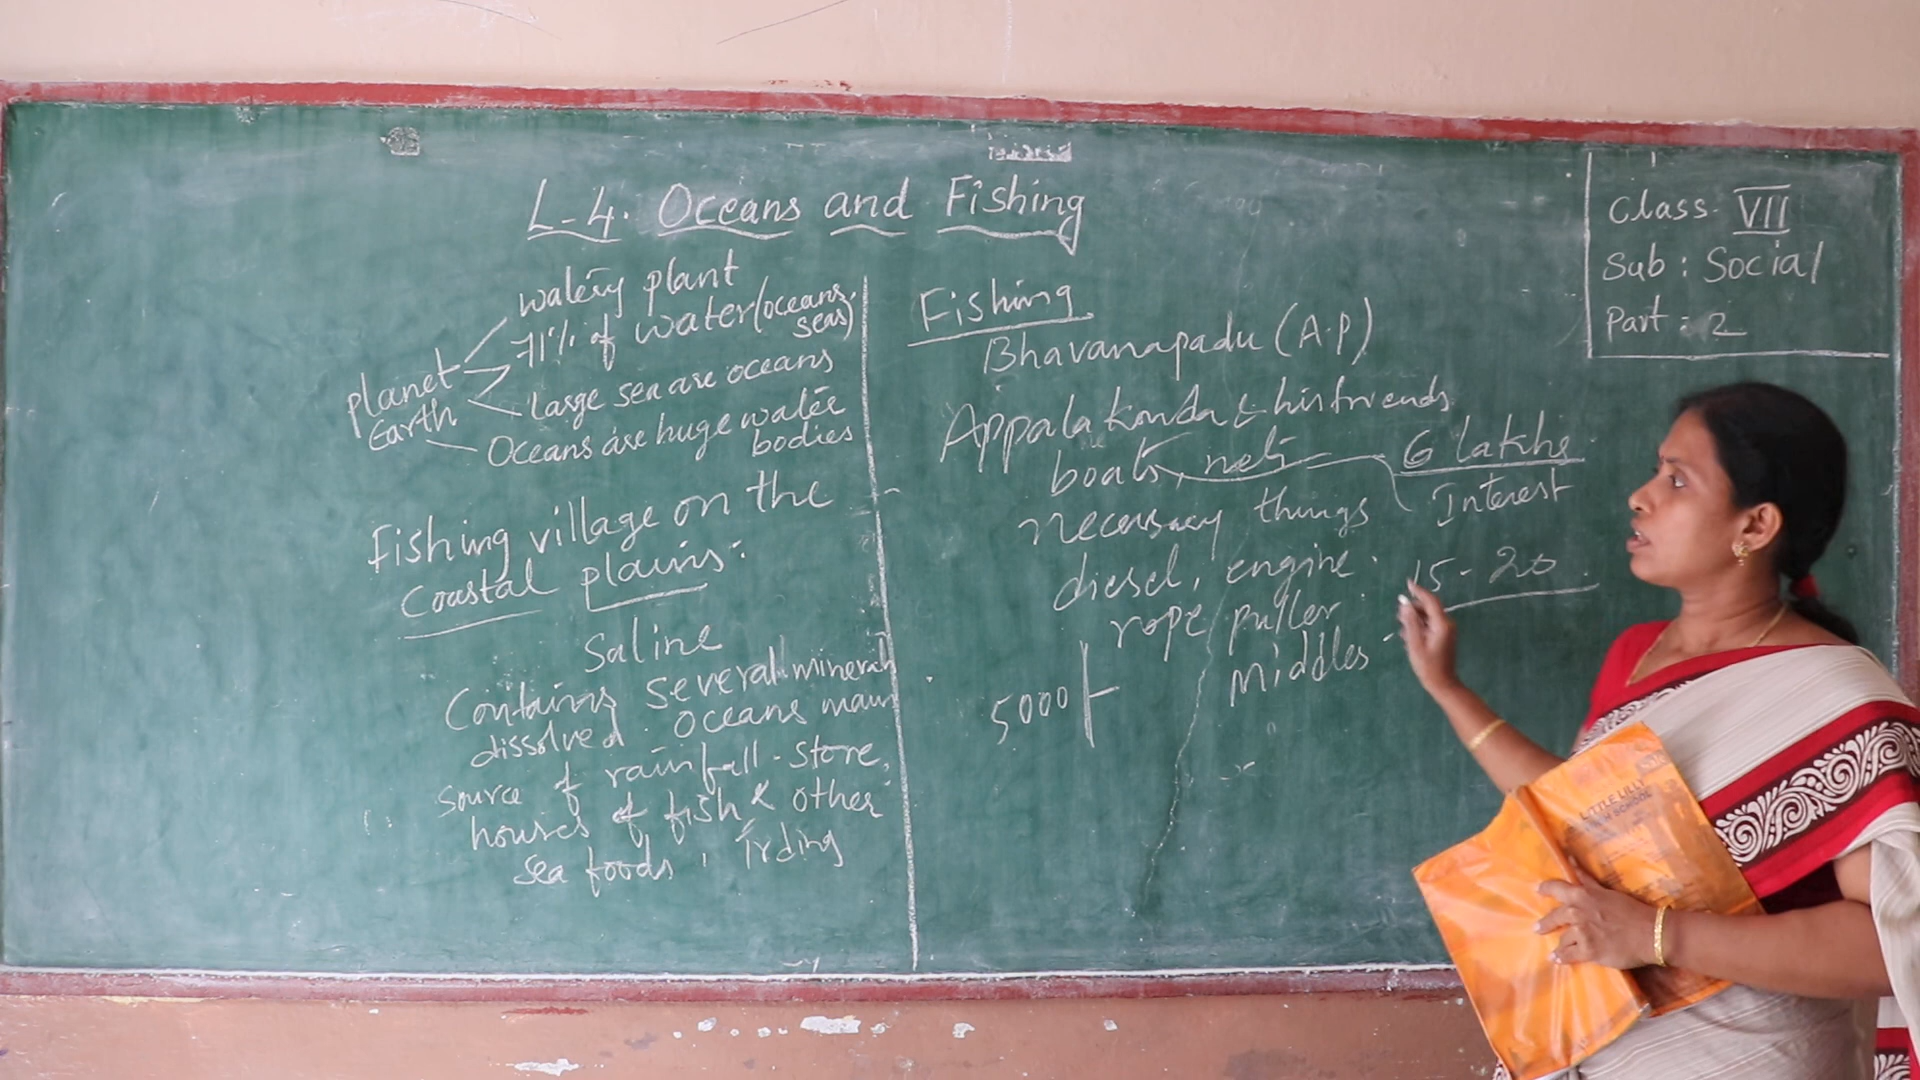 L-4. Oceans and Fishing
Class VII
Sub : Social
Part : 2
planet
Earth
watery plant
71% of water (oceans,
seas)
Large sea are oceans
Oceans are huge water
bodies
Fishing village on the
coastal plains:
Saline
Contains several minerals
dissolved. oceans main
source of rainfall - store,
houses of fish & other
sea foods, Trding
Fishing
Bhavanapadu (A.P)
Appalakonda & his friends
boats, nets
6 lakhs
Interest
necessary things
diesel, engine.
15-20
rope puller
middles
5000
LITTLE
SCHOOL